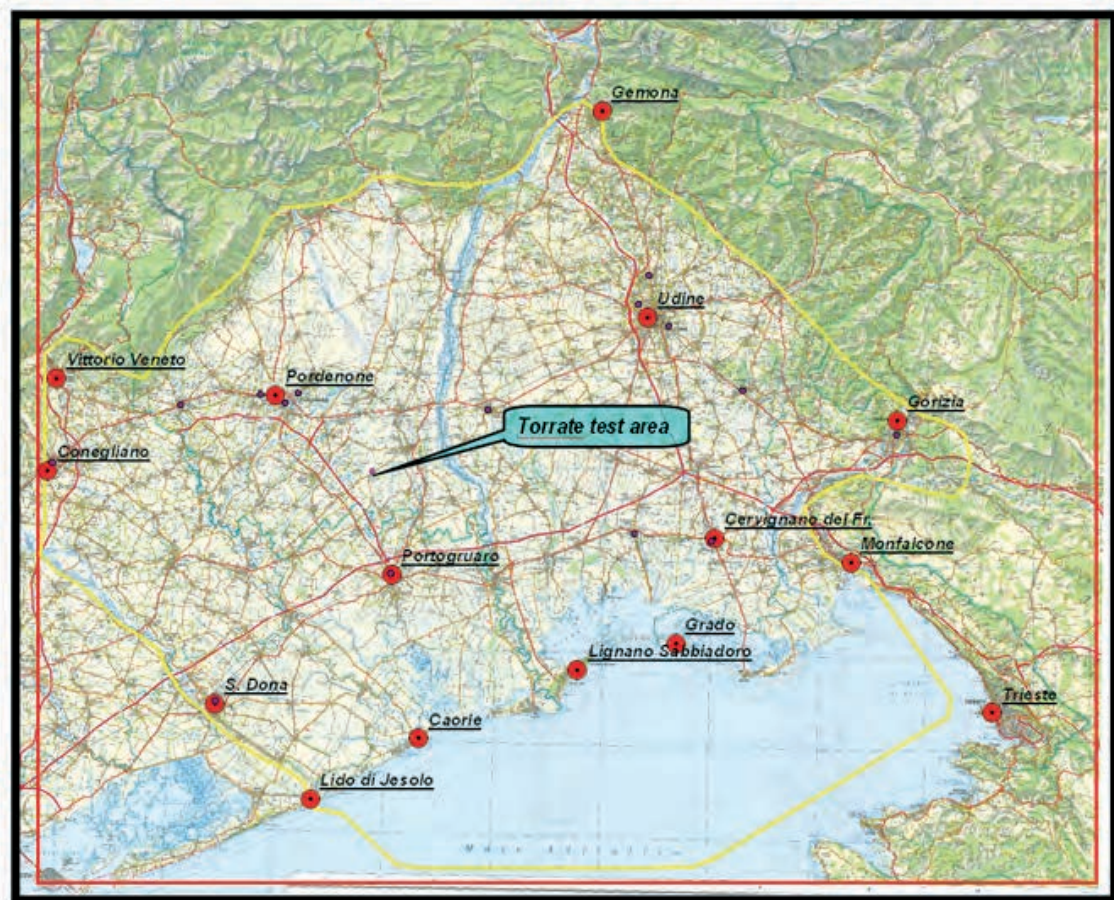 Gemona
Udine
Vittorio Veneto
Pordenone
Gorizia
Torrate test area
Conegliano
Cervignano del Fr.
Monfalcone
Portogruaro
Grado
Lignano Sabbiadoro
S. Dona
Trieste
Caorle
Lido di Jesolo